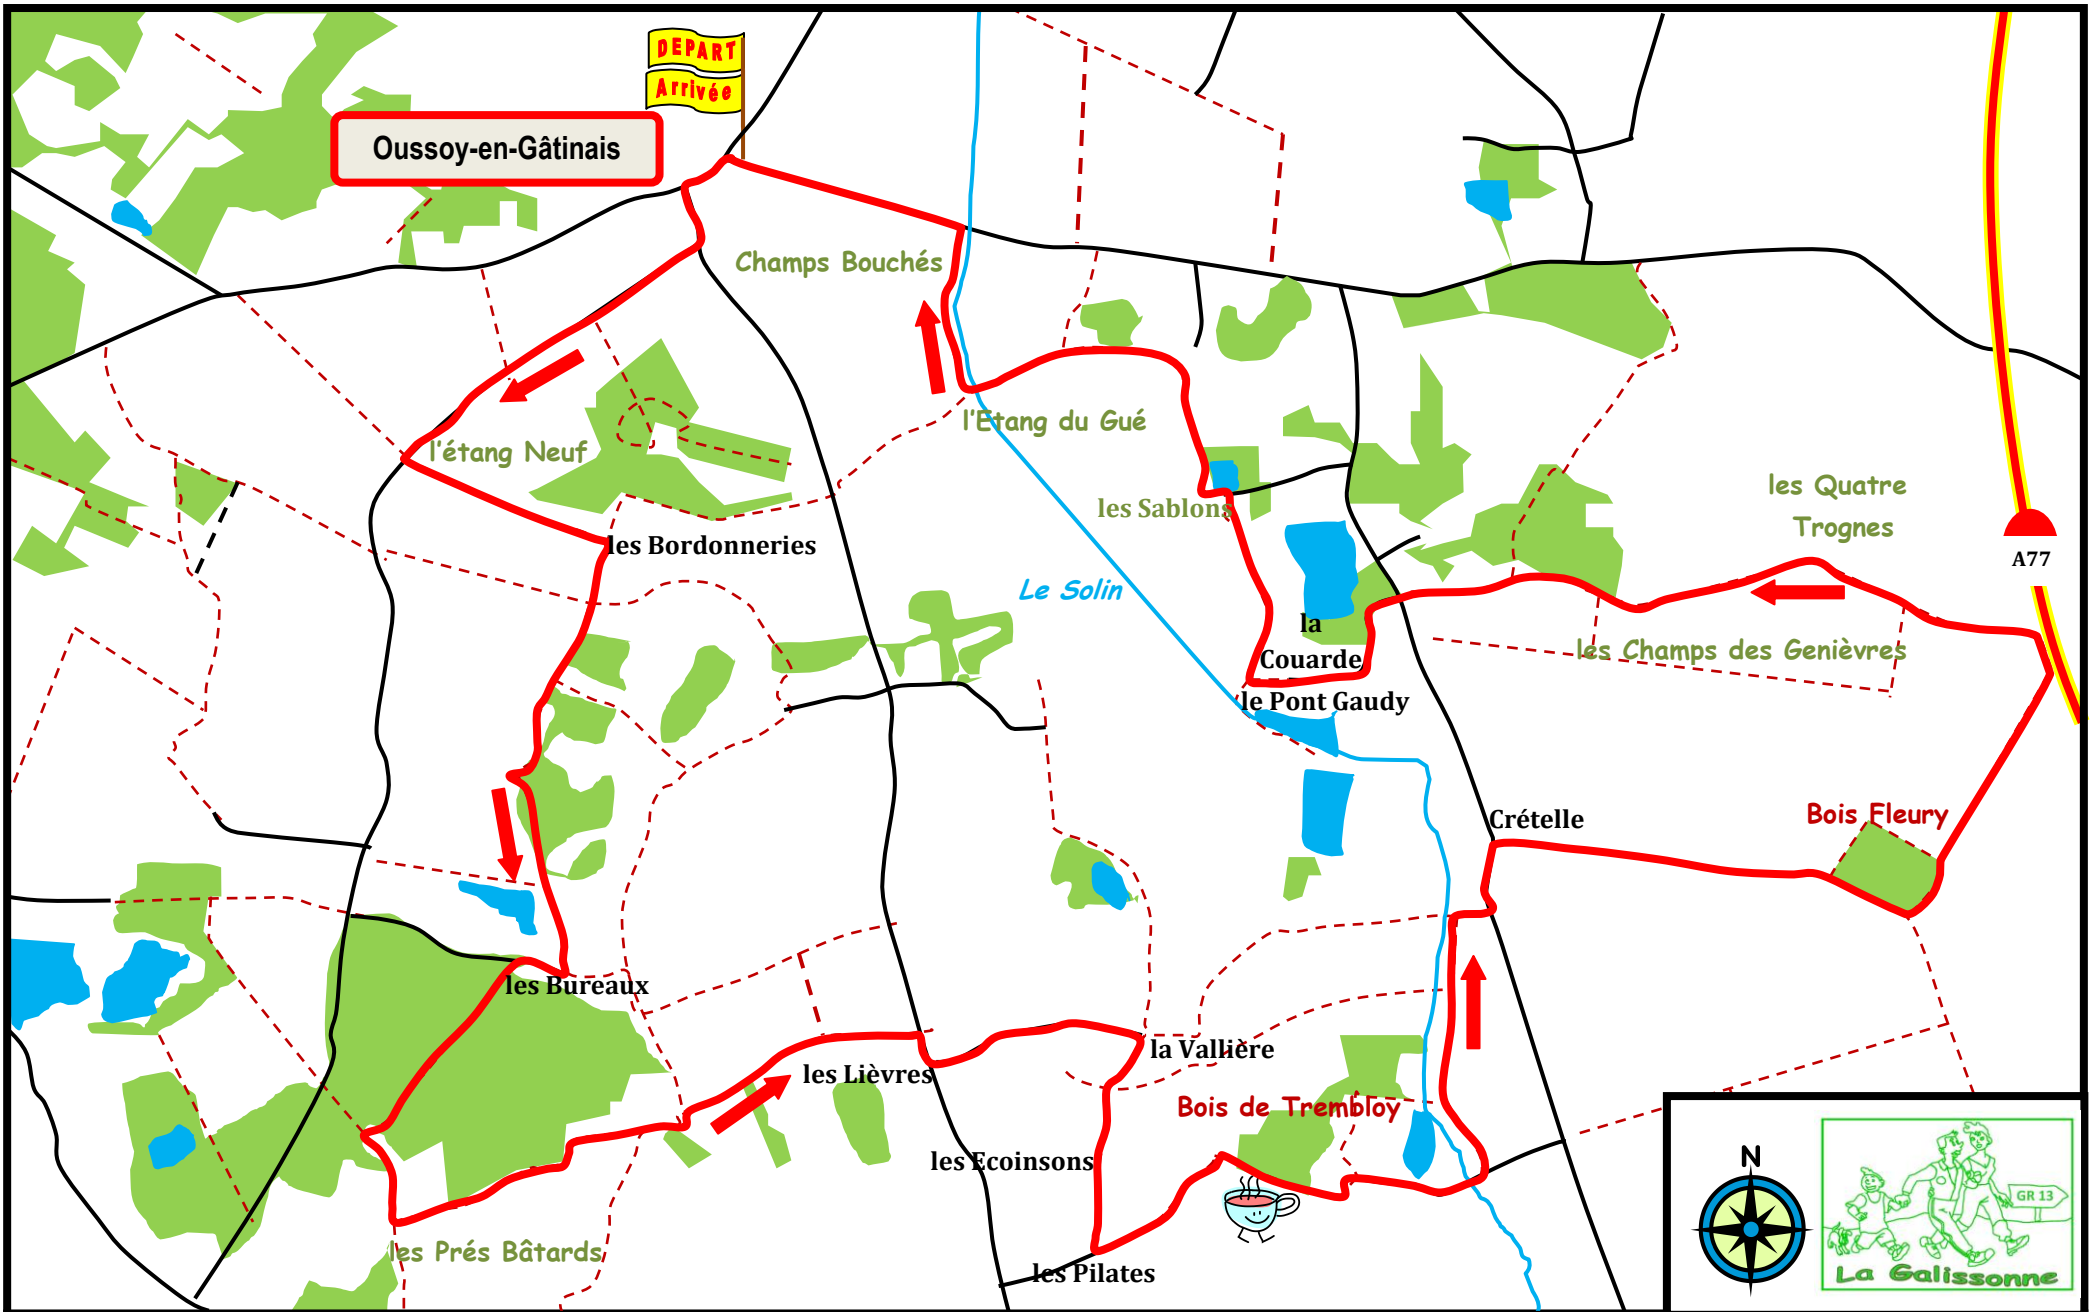 DEPART
Arrivée
Oussoy-en-Gâtinais
Champs Bouchés
l'étang Neuf
l'Etang du Gué
les Quatre
Trognes
les Sablons
les Bordonneries
A77
Le Solin
la
Couarde
les Champs des Genièvres
le Pont Gaudy
Crételle
Bois Fleury
les Bureaux
la Vallière
les Lièvres
Bois de Trembloy
les Ecoinsons
N
GR 13
les Prés Bâtards
les Pilates
La Galissonne